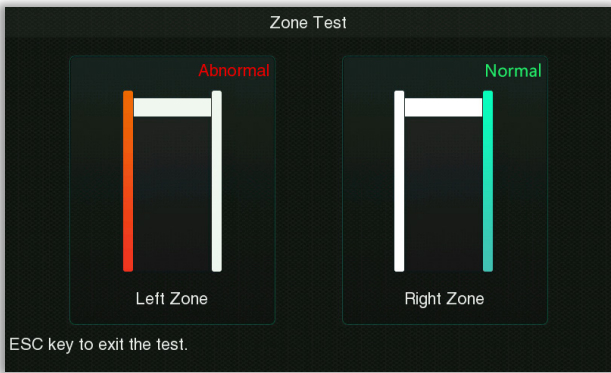 Zone Test
Abnormal
Normal
Left Zone
Right Zone
ESC key to exit the test.